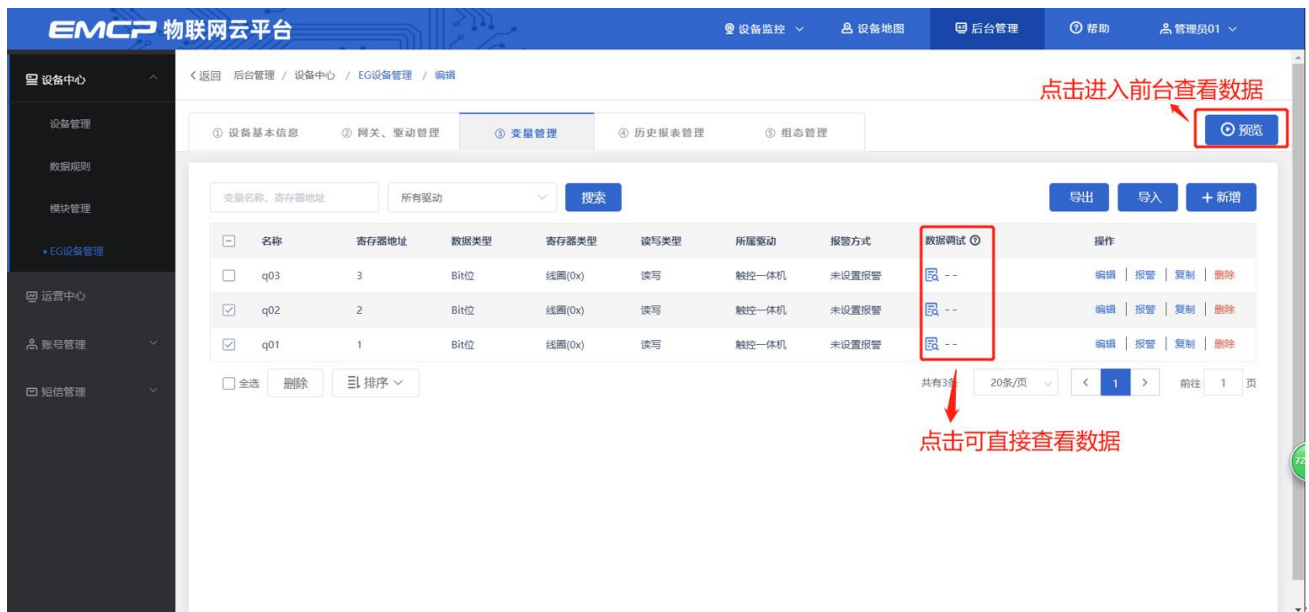 EMCP 物联网云平台 设备监控 设备地图 后台管理 帮助 管理员01
设备中心
设备管理
数据规则
模块管理
•EG设备管理
运营中心
账号管理
短信管理
<返回 后台管理 / 设备中心 / EG设备管理 / 编辑
点击进入前台查看数据
① 设备基本信息 ② 网关、驱动管理 ③ 变量管理 ④ 历史报表管理 ⑤ 组态管理 预览
变量名称、寄存器地址 所有驱动 搜索 导出 导入 +新增
名称 寄存器地址 数据类型 寄存器类型 读写类型 所属驱动 报警方式 数据调试 操作
q03 3 Bit位 线圈(0x) 读写 触控一体机 未设置报警 -- 编辑 | 报警 | 复制 | 删除
q02 2 Bit位 线圈(0x) 读写 触控一体机 未设置报警 -- 编辑 | 报警 | 复制 | 删除
q01 1 Bit位 线圈(0x) 读写 触控一体机 未设置报警 -- 编辑 | 报警 | 复制 | 删除
全选 删除 排序 共有3条 20条/页 < 1 > 前往 1 页
点击可直接查看数据
72